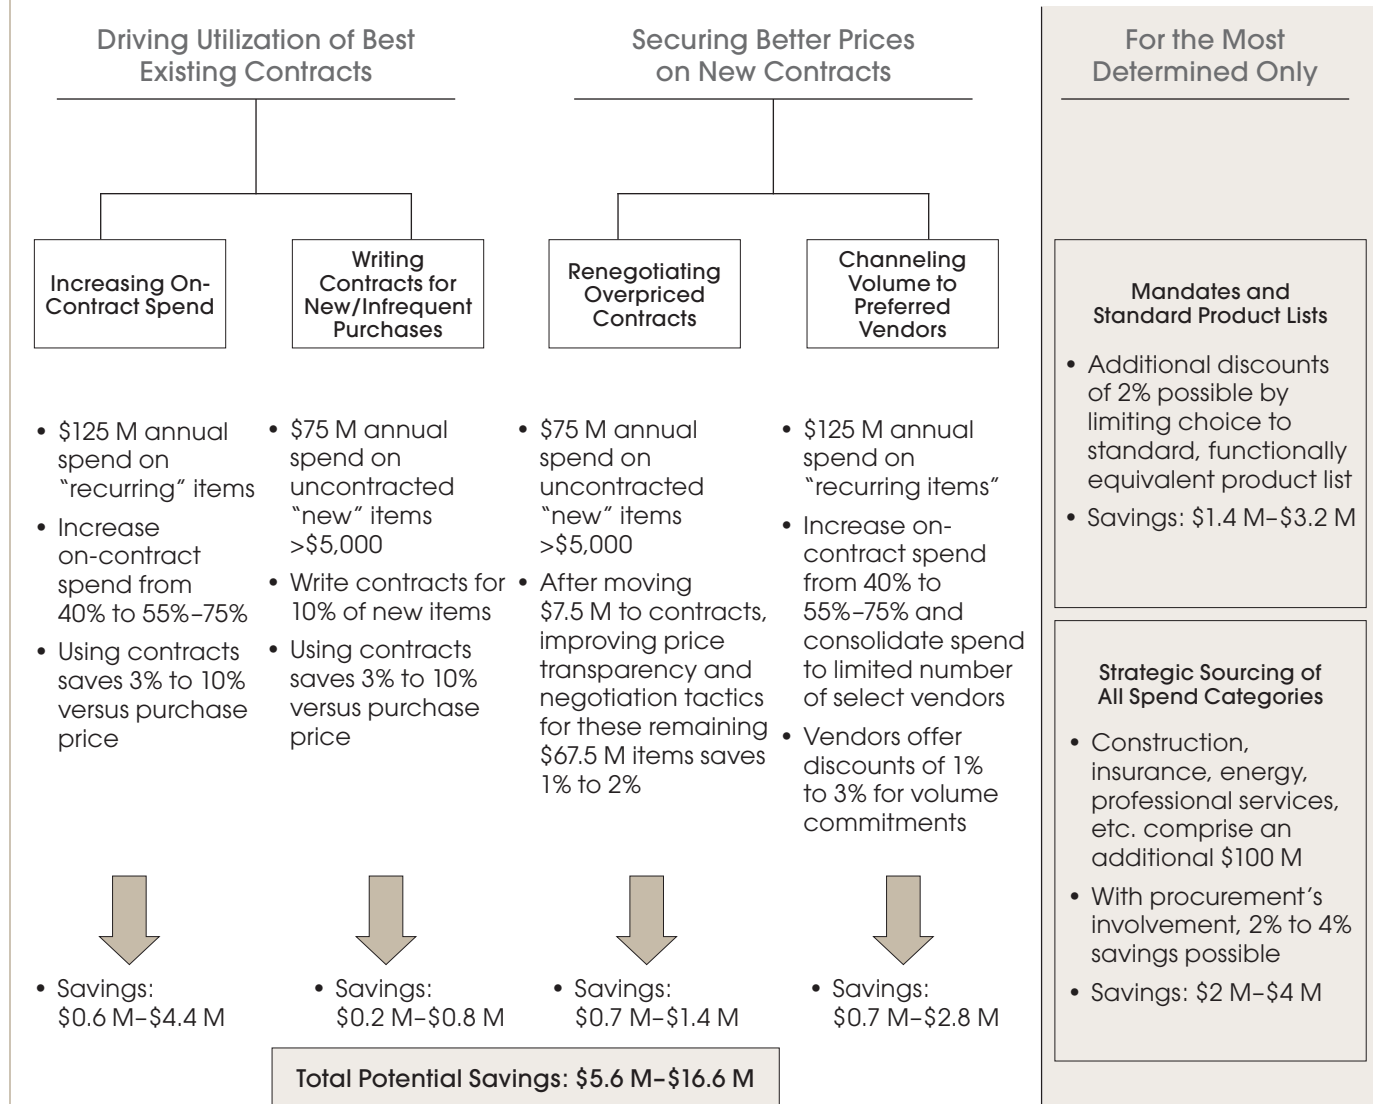 Driving Utilization of Best
Existing Contracts
Increasing On-
Contract Spend
• $125 M annual
spend on
“recurring” items
• Increase
on-contract
spend from
40% to 55%–75%
• Using contracts
saves 3% to 10%
versus purchase
price
• Savings:
$0.6 M–$4.4 M
Writing
Contracts for
New/Infrequent
Purchases
• $75 M annual
spend on
uncontracted
“new” items
>$5,000
• Write contracts for
10% of new items
• Using contracts
saves 3% to 10%
versus purchase
price
• Savings:
$0.2 M–$0.8 M
Securing Better Prices
on New Contracts
Renegotiating
Overpriced
Contracts
• $75 M annual
spend on
uncontracted
“new” items
>$5,000
• After moving
$7.5 M to contracts,
improving price
transparency and
negotiation tactics
for these remaining
$67.5 M items saves
1% to 2%
• Savings:
$0.7 M–$1.4 M
Channeling
Volume to
Preferred
Vendors
• $125 M annual
spend on
“recurring items”
• Increase on-
contract spend
from 40% to
55%–75% and
consolidate spend
to limited number
of select vendors
• Vendors offer
discounts of 1%
to 3% for volume
commitments
• Savings:
$0.7 M–$2.8 M
Total Potential Savings: $5.6 M–$16.6 M
For the Most
Determined Only
Mandates and
Standard Product Lists
• Additional discounts
of 2% possible by
limiting choice to
standard, functionally
equivalent product list
• Savings: $1.4 M–$3.2 M
Strategic Sourcing of
All Spend Categories
• Construction,
insurance, energy,
professional services,
etc. comprise an
additional $100 M
• With procurement’s
involvement, 2% to 4%
savings possible
• Savings: $2 M–$4 M